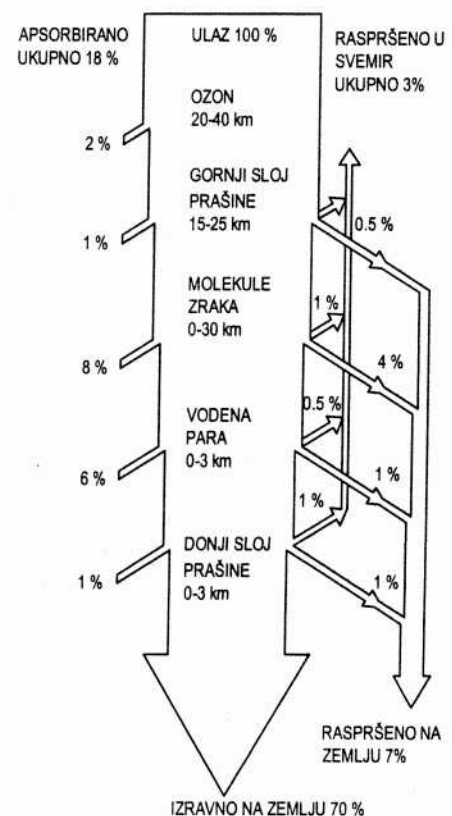 APSORBIRANO
UKUPNO 18 %
ULAZ 100 %
RASPRŠENO U
SVEMIR
UKUPNO 3%
OZON
20-40 km
2 %
GORNJI SLOJ
PRAŠINE
15-25 km
0.5 %
1 %
MOLEKULE
ZRAKA
0-30 km
1 %
8 %
4 %
0.5 %
VODENA
PARA
0-3 km
6 %
1 %
1 %
DONJI SLOJ
PRAŠINE
0-3 km
1 %
1 %
RASPRŠENO NA
ZEMLJU 7%
IZRAVNO NA ZEMLJU 70 %